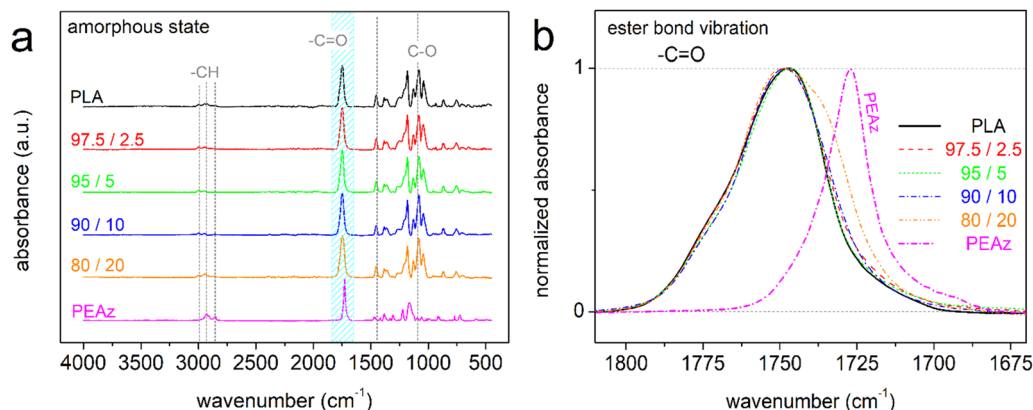 a
amorphous state
-C=O
C-O
-CH
PLA
97.5 / 2.5
95 / 5
90 / 10
80 / 20
PEAz
absorbance (a.u.)
4000 3500 3000 2500 2000 1500 1000 500
wavenumber (cm⁻¹)
b
ester bond vibration
-C=O
1
0
normalized absorbance
PEAz
PLA
97.5 / 2.5
95 / 5
90 / 10
80 / 20
PEAz
1800 1775 1750 1725 1700 1675
wavenumber (cm⁻¹)